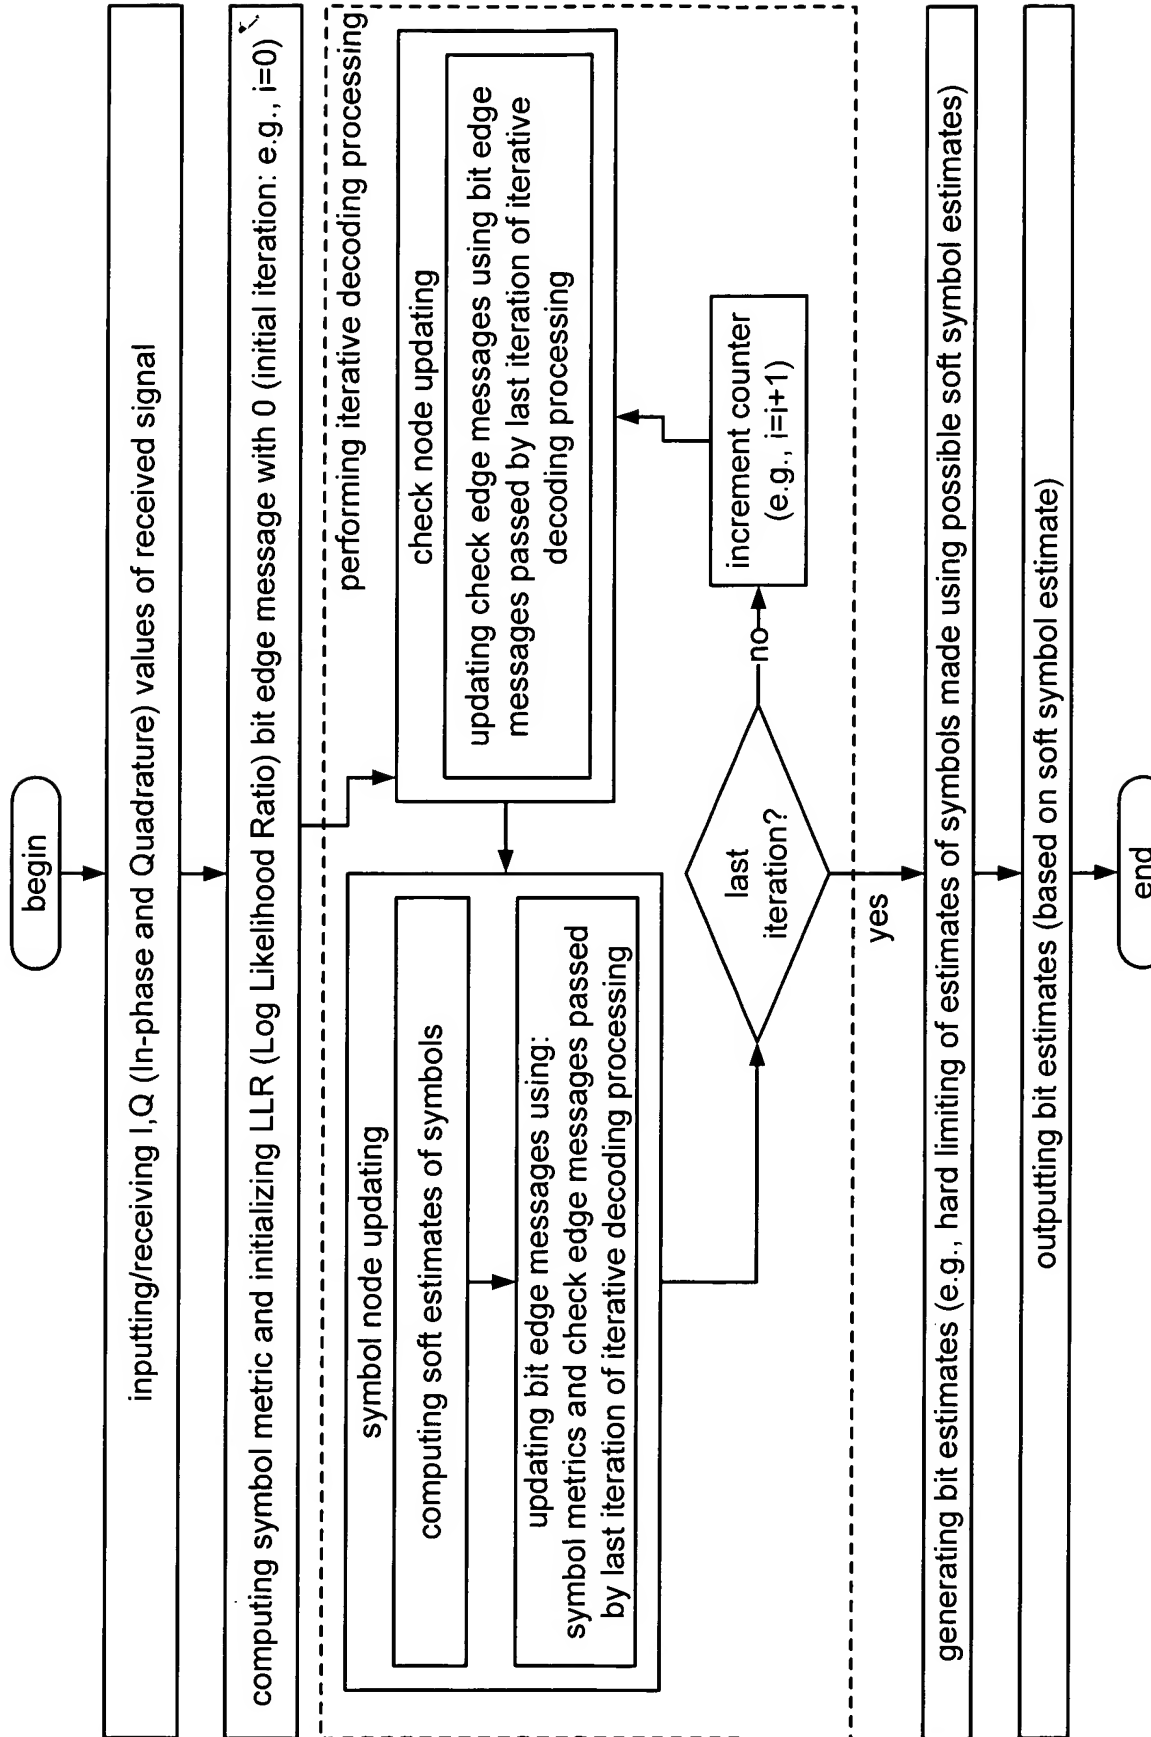 begin
inputting/receiving I,Q (In-phase and Quadrature) values of received signal
computing symbol metric and initializing LLR (Log Likelihood Ratio) bit edge message with 0 (initial iteration: e.g., i=0)
performing iterative decoding processing
check node updating
updating check edge messages using bit edge
messages passed by last iteration of iterative
decoding processing
symbol node updating
computing soft estimates of symbols
updating bit edge messages using:
symbol metrics and check edge messages passed
by last iteration of iterative decoding processing
last
iteration?
no
increment counter
(e.g., i=i+1)
yes
generating bit estimates (e.g., hard limiting of estimates of symbols made using possible soft symbol estimates)
outputting bit estimates (based on soft symbol estimate)
end